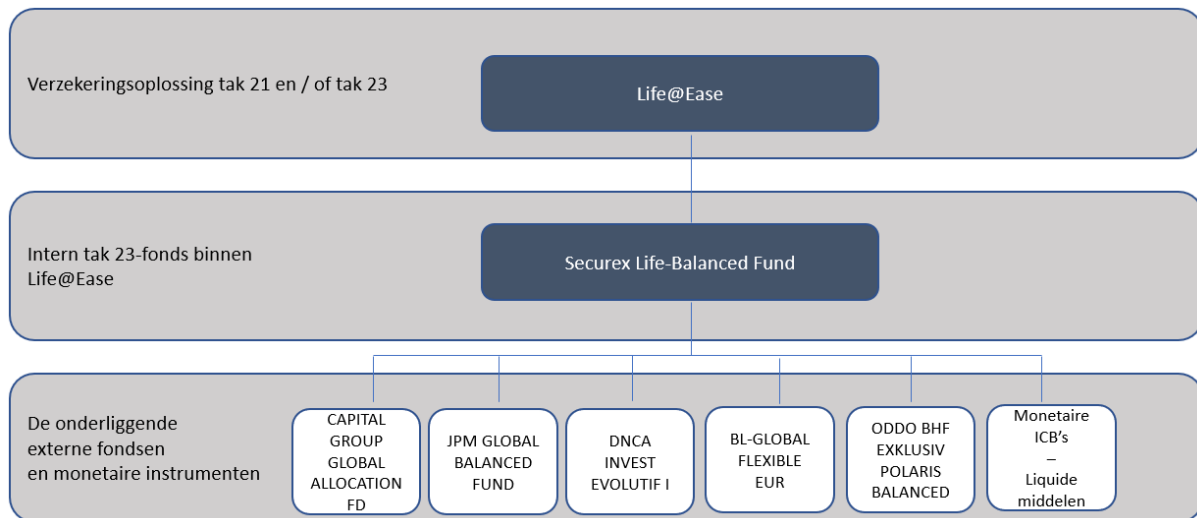 Verzekeringsoplossing tak 21 en / of tak 23
Life@Ease
Intern tak 23-fonds binnen
Life@Ease
Securex Life-Balanced Fund
De onderliggende
externe fondsen
en monetaire instrumenten
CAPITAL
GROUP
GLOBAL
ALLOCATION
FD
JPM GLOBAL
BALANCED
FUND
DNCA
INVEST
EVOLUTIF I
BL-GLOBAL
FLEXIBLE
EUR
ODDO BHF
EXKLUSIV
POLARIS
BALANCED
Monetaire
ICB’s
–
Liquide
middelen